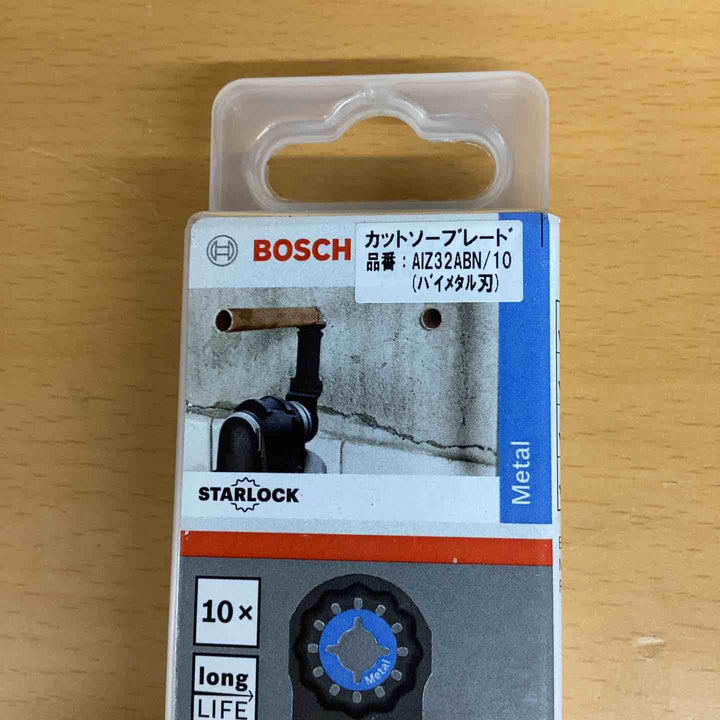 BOSCH
カットソーブレード
品番：AIZ32ABN/10
(バイメタル刃)
Metal
STARLOCK
10×
Metal
long
LIFE